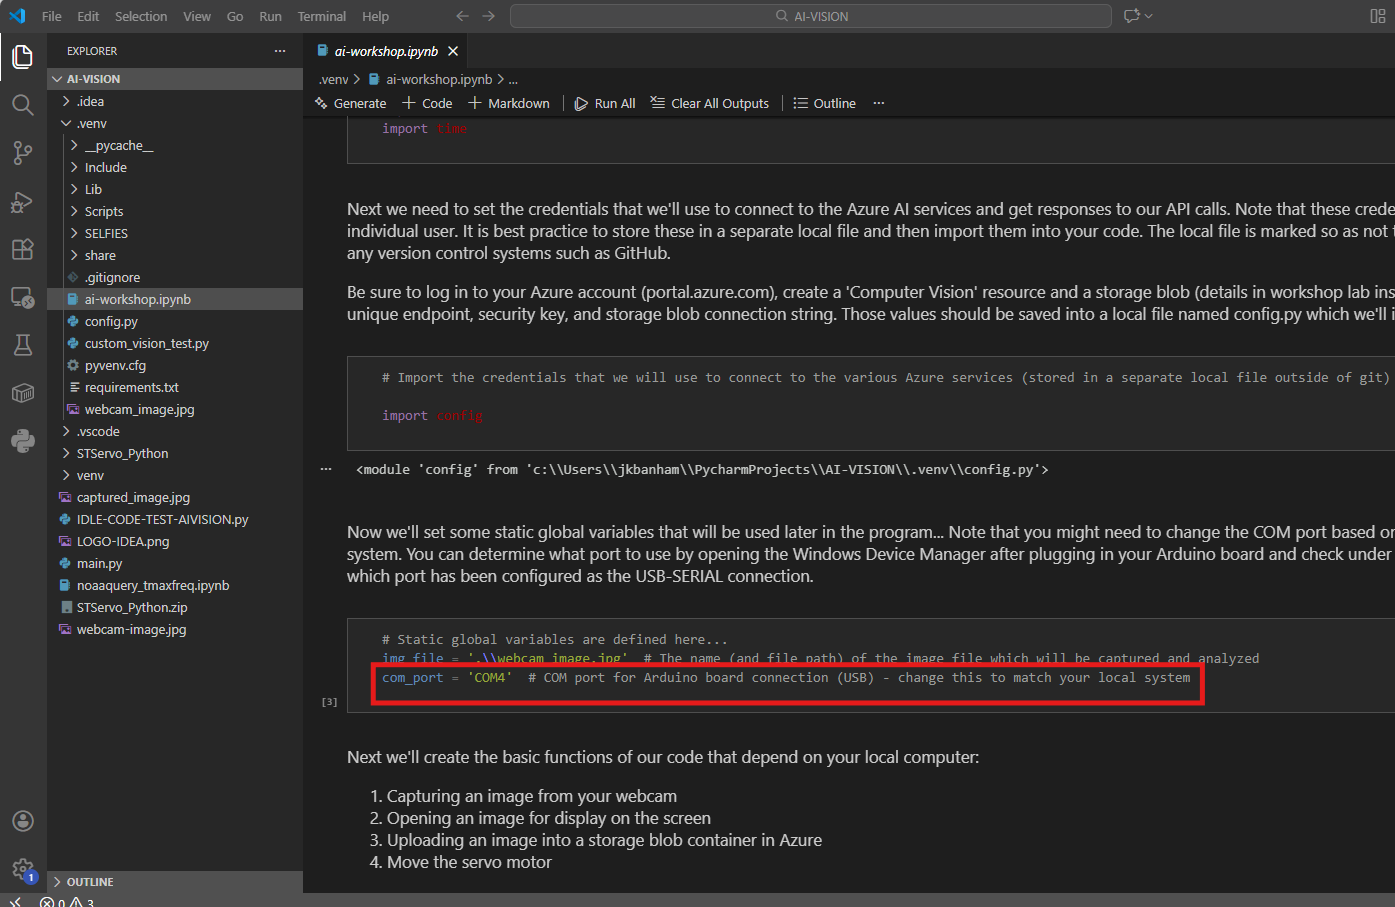 File Edit Selection View Go Run Terminal Help
AI-VISION
EXPLORER
AI-VISION
.idea
.venv
__pycache__
Include
Lib
Scripts
SELFIES
share
.gitignore
ai-workshop.ipynb
config.py
custom_vision_test.py
pyvenv.cfg
requirements.txt
webcam_image.jpg
.vscode
STServo_Python
venv
captured_image.jpg
IDLE-CODE-TEST-AIVISION.py
LOGO-IDEA.png
main.py
noaaquery_tmaxfreq.ipynb
STServo_Python.zip
webcam-image.jpg
OUTLINE
1
0 3
ai-workshop.ipynb
.venv > ai-workshop.ipynb > ...
Generate + Code + Markdown Run All Clear All Outputs Outline ...
import time
Next we need to set the credentials that we'll use to connect to the Azure AI services and get responses to our API calls. Note that these crede
individual user. It is best practice to store these in a separate local file and then import them into your code. The local file is marked so as not
any version control systems such as GitHub.
Be sure to log in to your Azure account (portal.azure.com), create a 'Computer Vision' resource and a storage blob (details in workshop lab ins
unique endpoint, security key, and storage blob connection string. Those values should be saved into a local file named config.py which we'll i
# Import the credentials that we will use to connect to the various Azure services (stored in a separate local file outside of git)
import config
... <module 'config' from 'c:\\Users\\jkbanham\\PycharmProjects\\AI-VISION\\.venv\\config.py'>
Now we'll set some static global variables that will be used later in the program... Note that you might need to change the COM port based or
system. You can determine what port to use by opening the Windows Device Manager after plugging in your Arduino board and check under
which port has been configured as the USB-SERIAL connection.
# Static global variables are defined here...
img_file = '.\\webcam_image.jpg' # The name (and file path) of the image file which will be captured and analyzed
com_port = 'COM4' # COM port for Arduino board connection (USB) - change this to match your local system
[3]
Next we'll create the basic functions of our code that depend on your local computer:
1. Capturing an image from your webcam
2. Opening an image for display on the screen
3. Uploading an image into a storage blob container in Azure
4. Move the servo motor